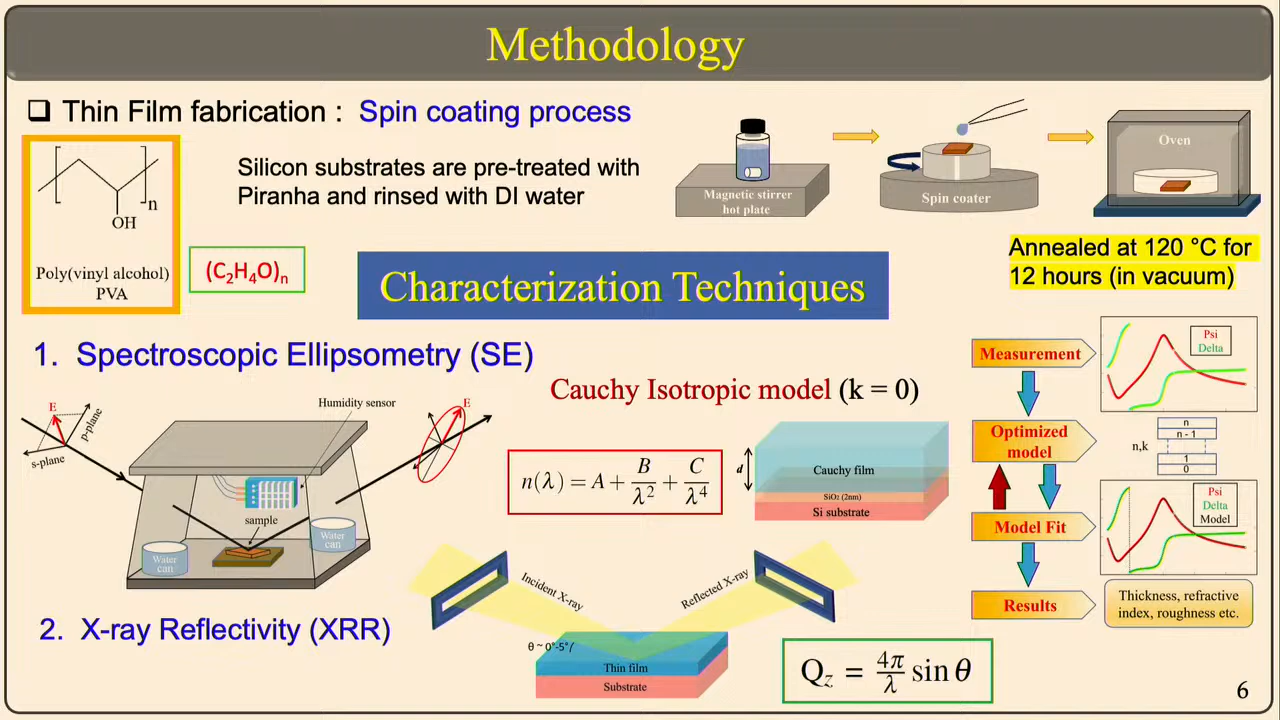 Methodology
❑ Thin Film fabrication : Spin coating process
[ ]n
OH
Poly(vinyl alcohol)
PVA
Silicon substrates are pre-treated with
Piranha and rinsed with DI water
(C₂H₄O)ₙ
Magnetic stirrer
hot plate
Spin coater
Oven
Annealed at 120 °C for
12 hours (in vacuum)
Characterization Techniques
1. Spectroscopic Ellipsometry (SE)
E
p-plane
s-plane
Humidity sensor
E
sample
Water
can
Water
can
Cauchy Isotropic model (k = 0)
n(λ) = A + B/λ² + C/λ⁴
d
Cauchy film
SiO₂ (2nm)
Si substrate
Measurement
Psi
Delta
Optimized
model
n,k
n
n - 1
1
0
Model Fit
Psi
Delta
Model
Results
Thickness, refractive
index, roughness etc.
2. X-ray Reflectivity (XRR)
Incident X-ray
Reflected X-ray
θ ~ 0°-5°
Thin film
Substrate
Q_z = 4π/λ sin θ
6